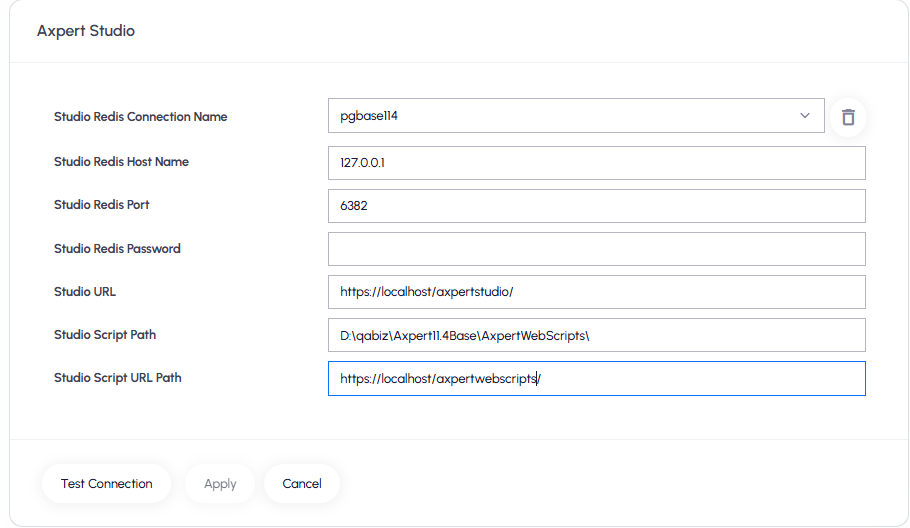 Axpert Studio
Studio Redis Connection Name pgbase114
Studio Redis Host Name 127.0.0.1
Studio Redis Port 6382
Studio Redis Password
Studio URL https://localhost/axpertstudio/
Studio Script Path D:\qabiz\Axpert11.4Base\AxpertWebScripts\
Studio Script URL Path https://localhost/axpertwebscripts/
Test Connection Apply Cancel